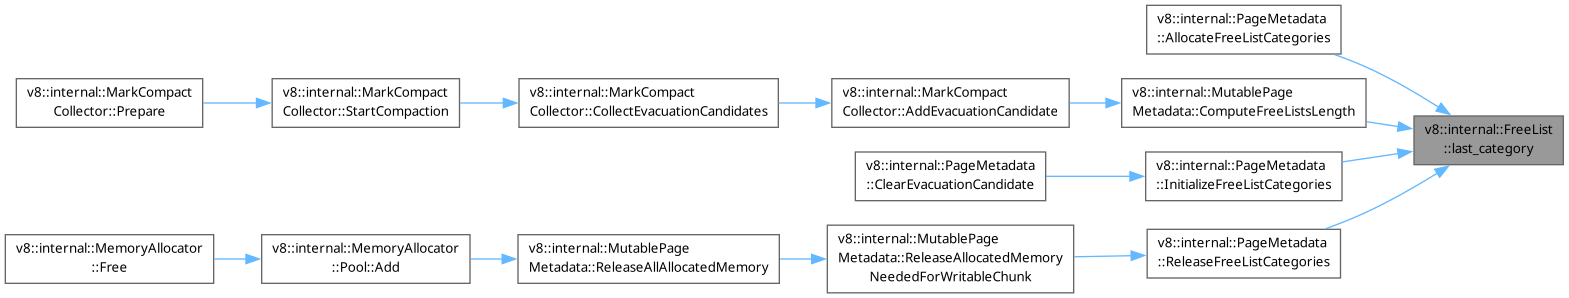 v8::internal::PageMetadata
::AllocateFreeListCategories
v8::internal::MarkCompact
Collector::Prepare
v8::internal::MarkCompact
Collector::StartCompaction
v8::internal::MarkCompact
Collector::CollectEvacuationCandidates
v8::internal::MarkCompact
Collector::AddEvacuationCandidate
v8::internal::MutablePage
Metadata::ComputeFreeListsLength
v8::internal::FreeList
::last_category
v8::internal::PageMetadata
::ClearEvacuationCandidate
v8::internal::PageMetadata
::InitializeFreeListCategories
v8::internal::MemoryAllocator
::Free
v8::internal::MemoryAllocator
::Pool::Add
v8::internal::MutablePage
Metadata::ReleaseAllAllocatedMemory
v8::internal::MutablePage
Metadata::ReleaseAllocatedMemory
NeededForWritableChunk
v8::internal::PageMetadata
::ReleaseFreeListCategories